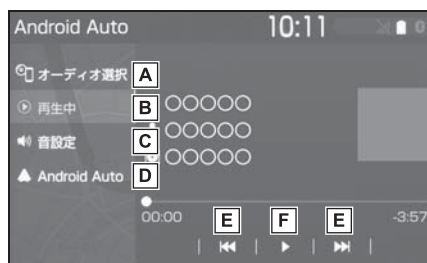 Android Auto 10:11
オーディオ選択 A
再生中 B ○○○○○
音設定 C ○○○○○
○○○○○
Android Auto D
00:00 E F E -3:57